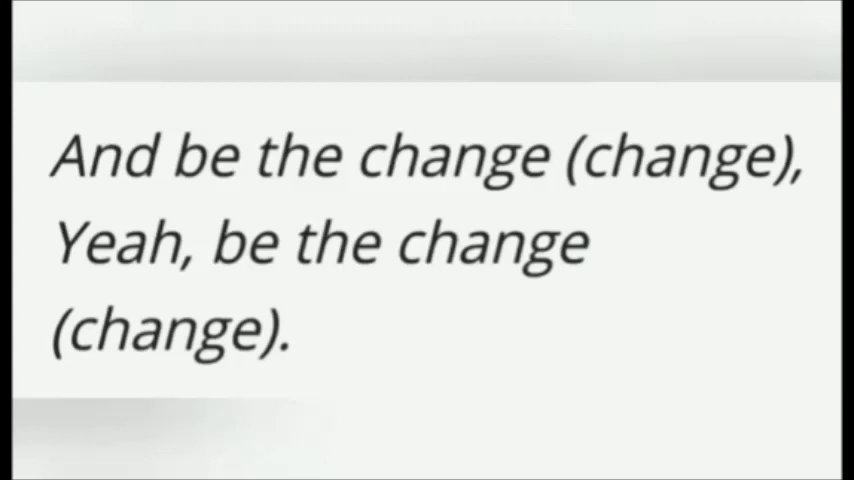 And be the change (change),
Yeah, be the change
(change).